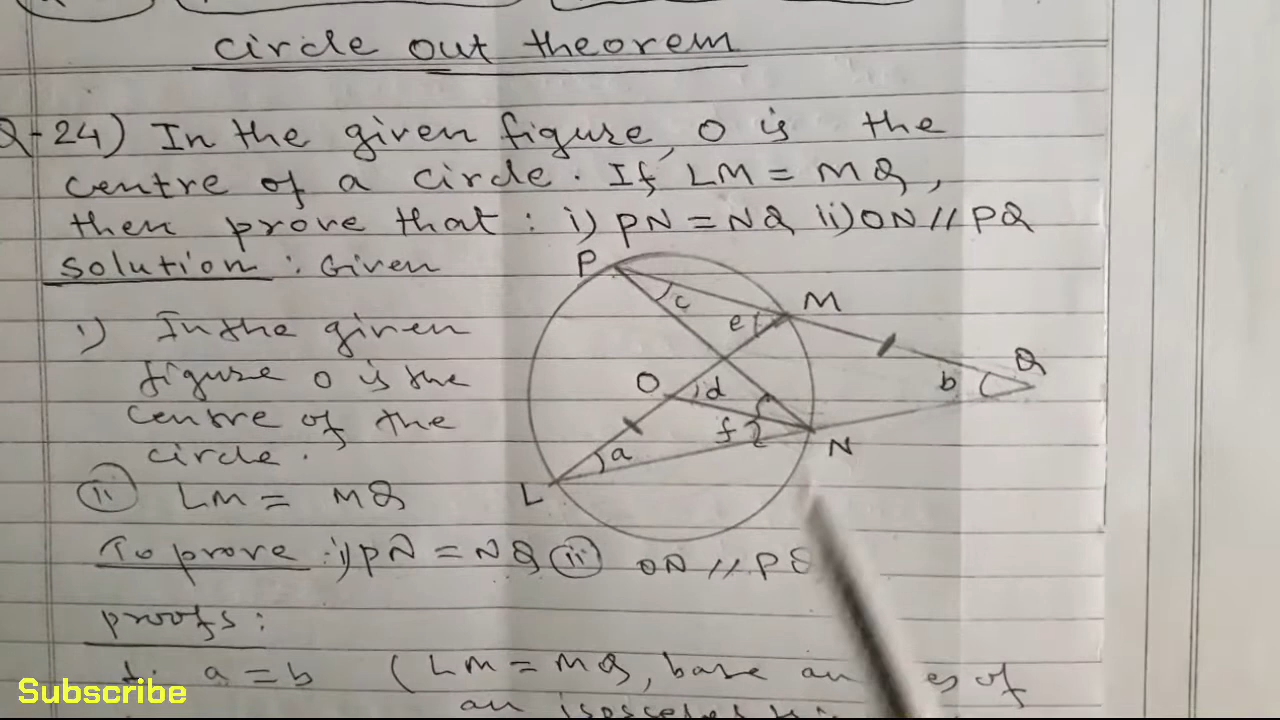 circle out theorem
Q-24) In the given figure, O is the
centre of a circle. If LM = MQ,
then prove that: i) PN = NQ ii) ON // PQ
solution: Given
P
c
M
i) In the given
e
figure O is the
O
d
b
Q
centre of the
f
N
circle.
a
L
ii LM = MQ
To prove: i) PN = NQ ii ON // PQ
proofs:
a = b (LM = MQ, base of
Subscribe
an